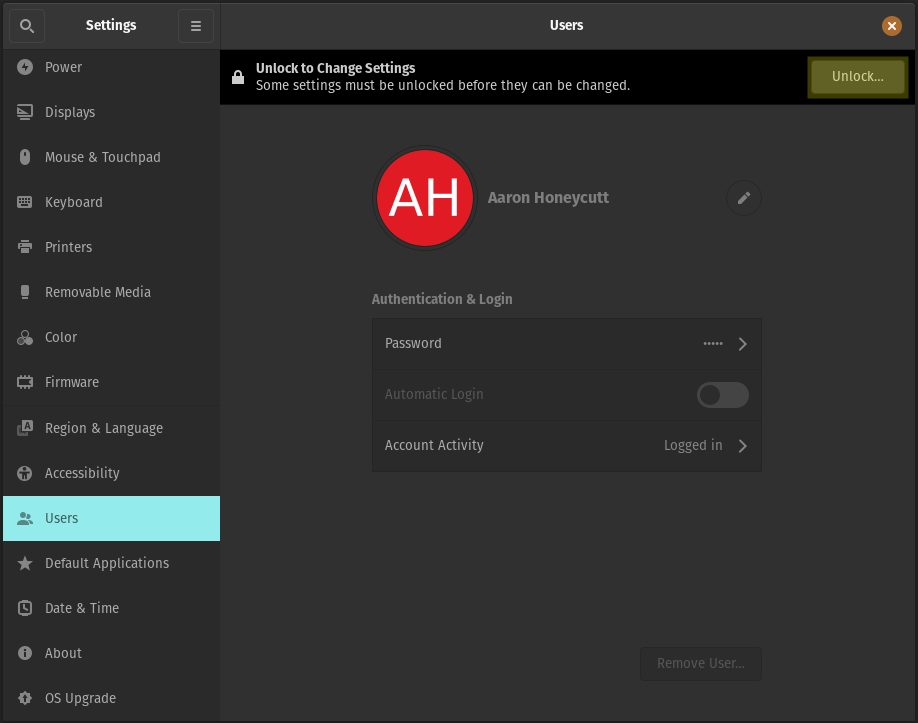 Settings
Users
Power
Displays
Mouse & Touchpad
Keyboard
Printers
Removable Media
Color
Firmware
Region & Language
Accessibility
Users
Default Applications
Date & Time
About
OS Upgrade
Unlock to Change Settings
Some settings must be unlocked before they can be changed.
Unlock...
AH
Aaron Honeycutt
Authentication & Login
Password •••••
Automatic Login
Account Activity Logged in
Remove User...